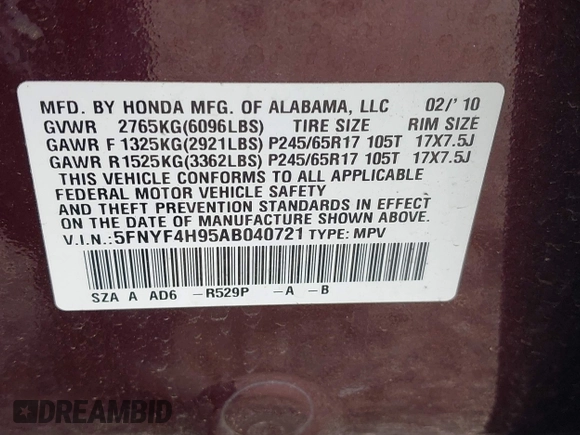 MFD. BY HONDA MFG. OF ALABAMA, LLC 02/'10
GVWR 2765KG(6096LBS) TIRE SIZE RIM SIZE
GAWR F 1325KG(2921LBS) P245/65R17 105T 17X7.5J
GAWR R 1525KG(3362LBS) P245/65R17 105T 17X7.5J
THIS VEHICLE CONFORMS TO ALL APPLICABLE
FEDERAL MOTOR VEHICLE SAFETY
AND THEFT PREVENTION STANDARDS IN EFFECT
ON THE DATE OF MANUFACTURE SHOWN ABOVE.
V.I.N.:5FNYF4H95AB040721 TYPE: MPV
SZA A AD6 -R529P -A -B
DREAMBID